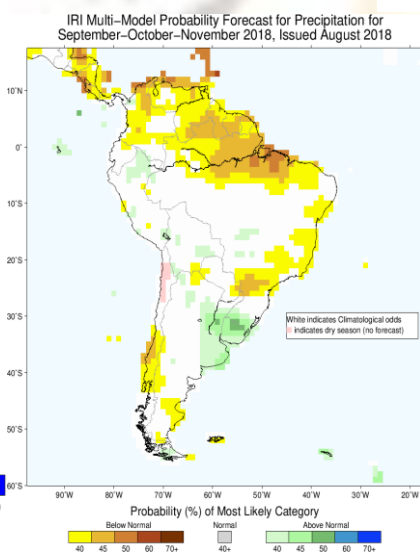 IRI Multi-Model Probability Forecast for Precipitation for
September-October-November 2018, Issued August 2018
10°N
0°
10°S
20°S
30°S
40°S
50°S
60°S
White indicates Climatological odds
indicates dry season (no forecast)
90°W 80°W 70°W 60°W 50°W 40°W 30°W 20°W
Probability (%) of Most Likely Category
Below Normal Normal Above Normal
40 45 50 60 70+ 40+ 40 45 50 60 70+